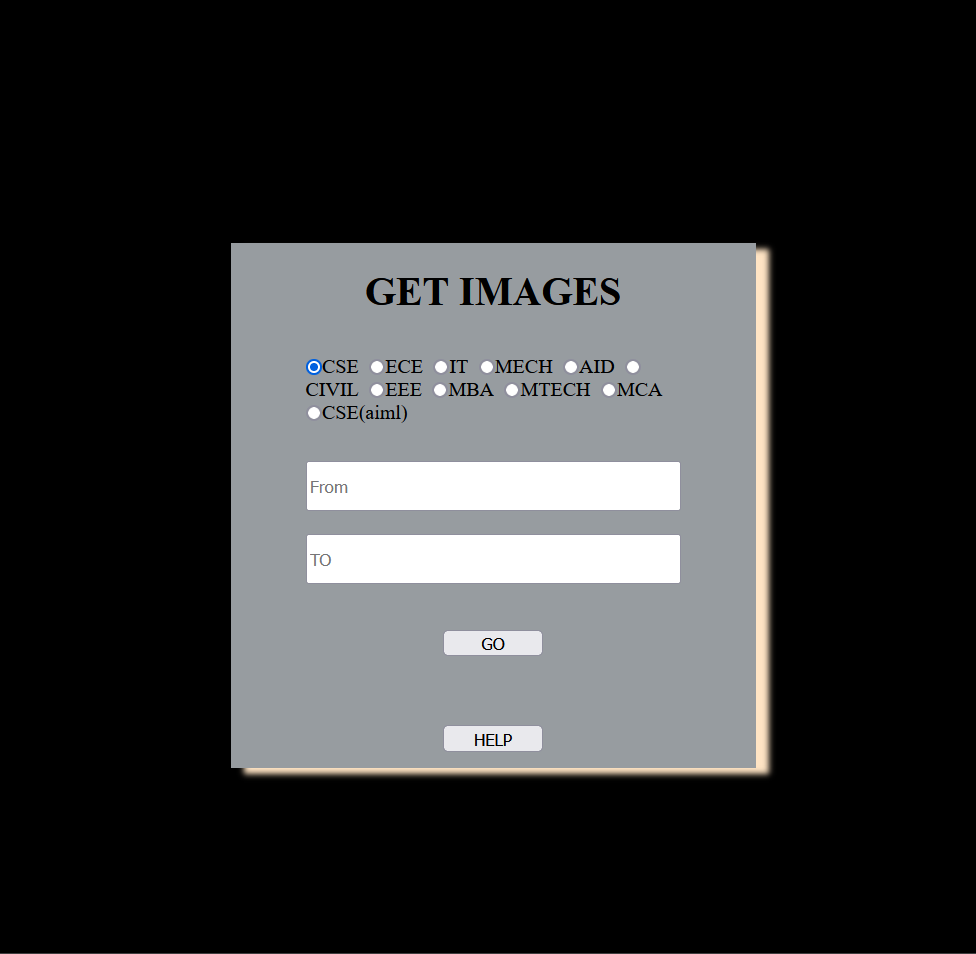 GET IMAGES
CSE ECE IT MECH AID
CIVIL EEE MBA MTECH MCA
CSE(aiml)
From
TO
GO
HELP